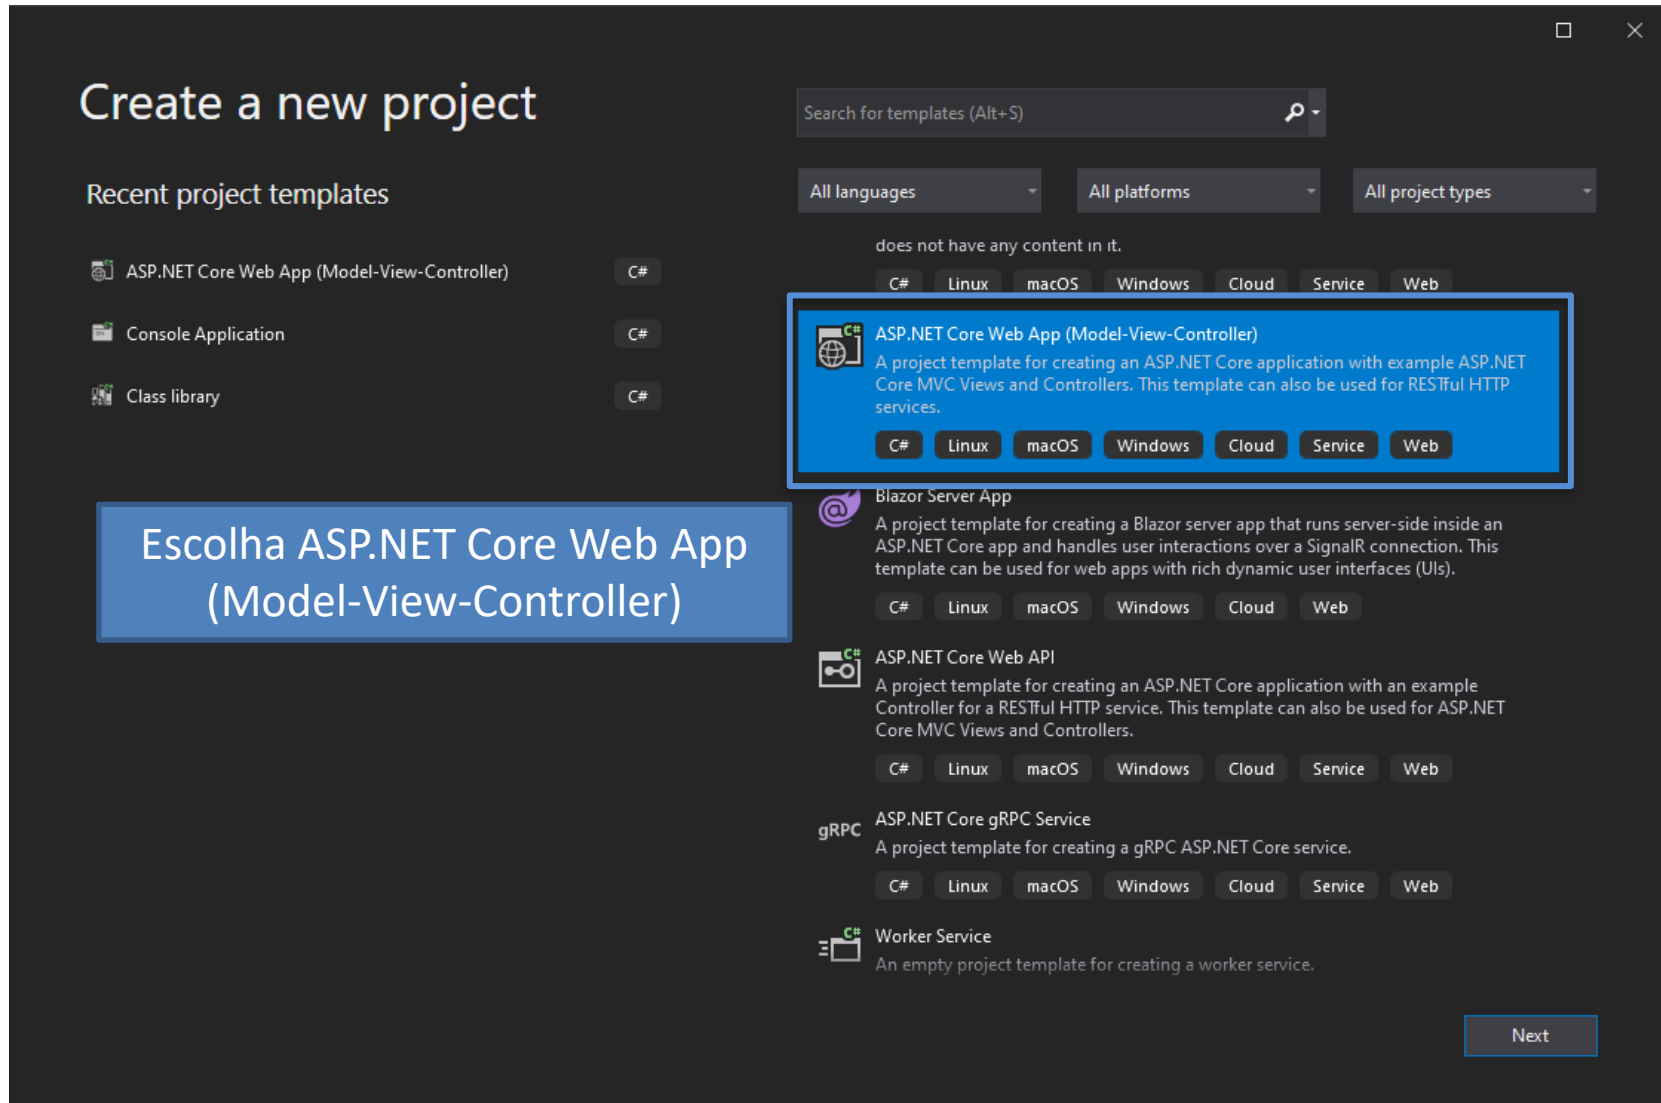 Create a new project
Search for templates (Alt+S)
Recent project templates
All languages
All platforms
All project types
ASP.NET Core Web App (Model-View-Controller)
C#
Console Application
C#
Class library
C#
Escolha ASP.NET Core Web App
(Model-View-Controller)
does not have any content in it.
C# Linux macOS Windows Cloud Service Web
C#
ASP.NET Core Web App (Model-View-Controller)
A project template for creating an ASP.NET Core application with example ASP.NET
Core MVC Views and Controllers. This template can also be used for RESTful HTTP
services.
C# Linux macOS Windows Cloud Service Web
Blazor Server App
A project template for creating a Blazor server app that runs server-side inside an
ASP.NET Core app and handles user interactions over a SignalR connection. This
template can be used for web apps with rich dynamic user interfaces (UIs).
C# Linux macOS Windows Cloud Web
C#
ASP.NET Core Web API
A project template for creating an ASP.NET Core application with an example
Controller for a RESTful HTTP service. This template can also be used for ASP.NET
Core MVC Views and Controllers.
C# Linux macOS Windows Cloud Service Web
gRPC
ASP.NET Core gRPC Service
A project template for creating a gRPC ASP.NET Core service.
C# Linux macOS Windows Cloud Service Web
C#
Worker Service
An empty project template for creating a worker service.
Next